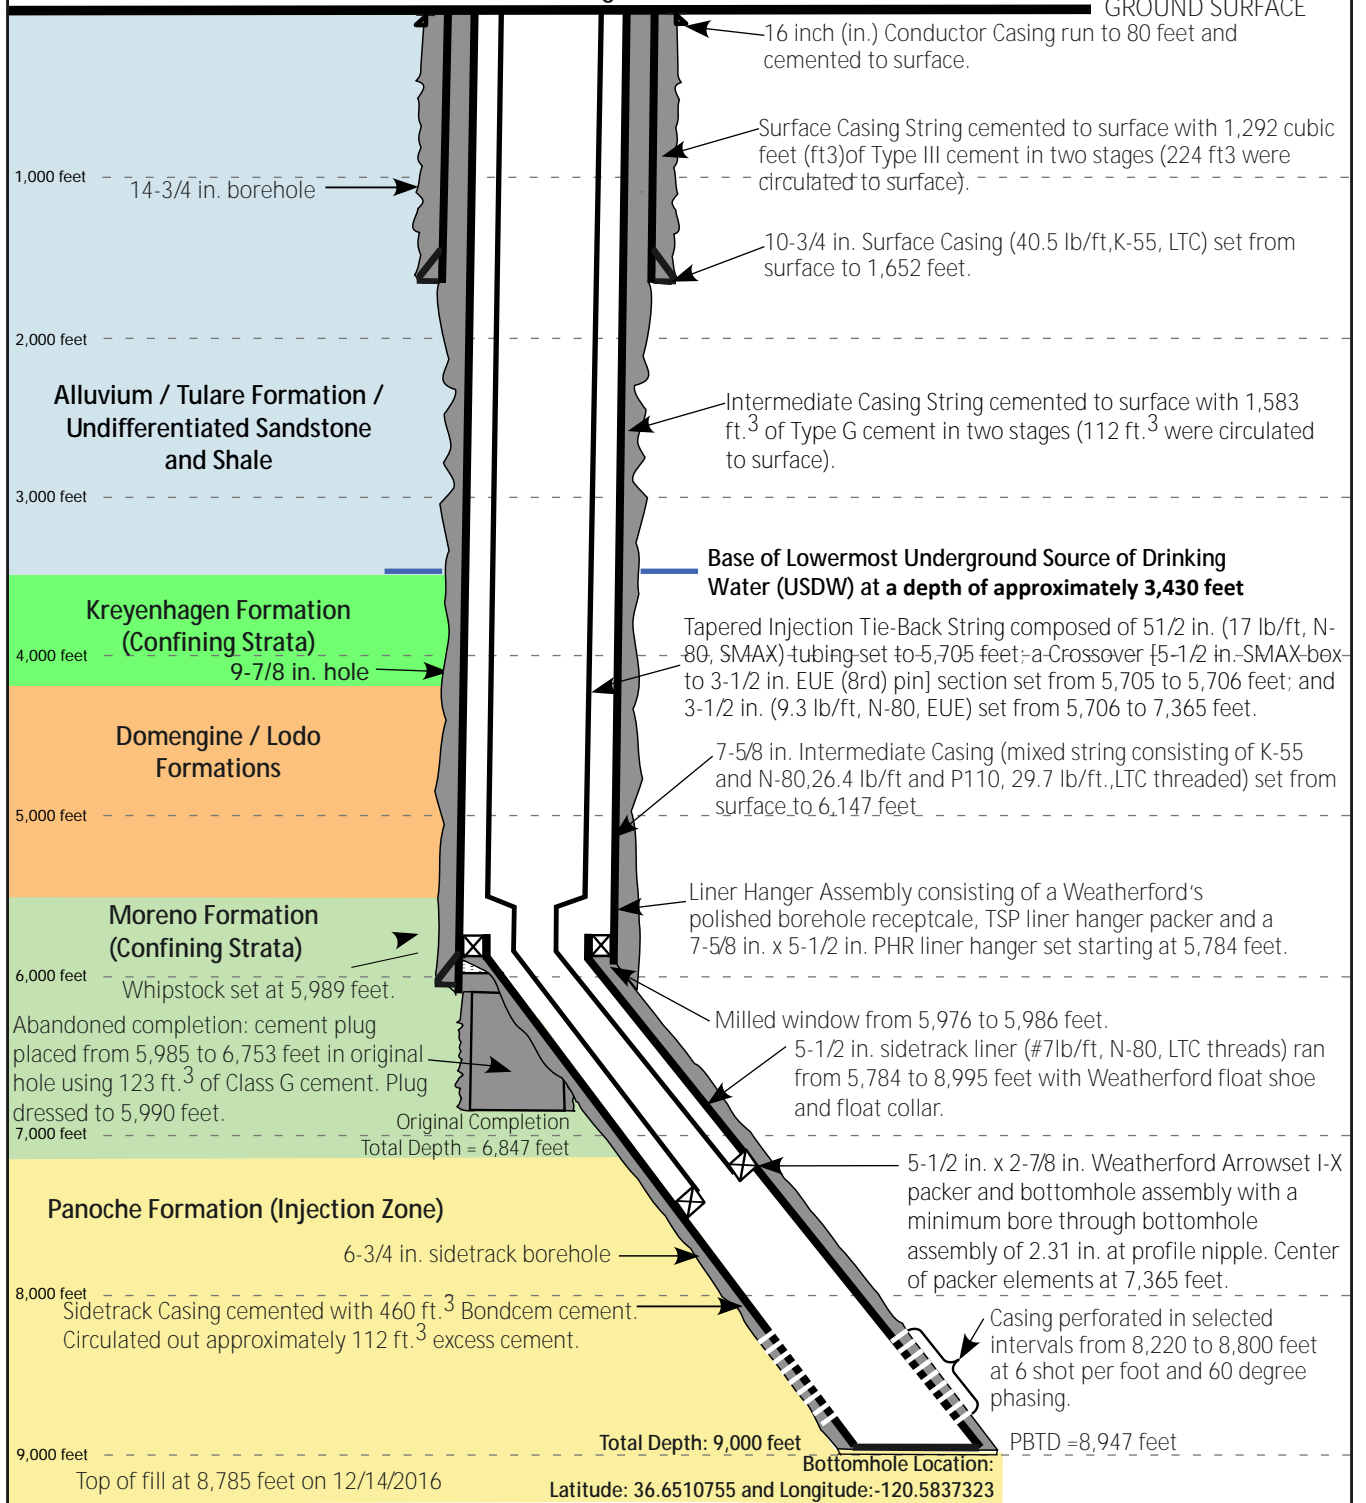 GROUND SURFACE
16 inch (in.) Conductor Casing run to 80 feet and
cemented to surface.
Surface Casing String cemented to surface with 1,292 cubic
feet (ft3)of Type III cement in two stages (224 ft3 were
circulated to surface).
1,000 feet
14-3/4 in. borehole
10-3/4 in. Surface Casing (40.5 lb/ft,K-55, LTC) set from
surface to 1,652 feet.
2,000 feet
Alluvium / Tulare Formation /
Undifferentiated Sandstone
and Shale
Intermediate Casing String cemented to surface with 1,583
ft.3 of Type G cement in two stages (112 ft.3 were circulated
to surface).
3,000 feet
Base of Lowermost Underground Source of Drinking
Water (USDW) at a depth of approximately 3,430 feet
Kreyenhagen Formation
(Confining Strata)
4,000 feet
9-7/8 in. hole
Tapered Injection Tie-Back String composed of 51/2 in. (17 lb/ft, N-
80, SMAX) tubing set to 5,705 feet; a Crossover [5-1/2 in. SMAX box
to 3-1/2 in. EUE (8rd) pin] section set from 5,705 to 5,706 feet; and
3-1/2 in. (9.3 lb/ft, N-80, EUE) set from 5,706 to 7,365 feet.
Domengine / Lodo
Formations
7-5/8 in. Intermediate Casing (mixed string consisting of K-55
and N-80,26.4 lb/ft and P110, 29.7 lb/ft.,LTC threaded) set from
surface to 6,147 feet
5,000 feet
Liner Hanger Assembly consisting of a Weatherford's
polished borehole receptcale, TSP liner hanger packer and a
7-5/8 in. x 5-1/2 in. PHR liner hanger set starting at 5,784 feet.
Moreno Formation
(Confining Strata)
6,000 feet
Whipstock set at 5,989 feet.
Milled window from 5,976 to 5,986 feet.
Abandoned completion: cement plug
placed from 5,985 to 6,753 feet in original
hole using 123 ft.3 of Class G cement. Plug
dressed to 5,990 feet.
5-1/2 in. sidetrack liner (#7lb/ft, N-80, LTC threads) ran
from 5,784 to 8,995 feet with Weatherford float shoe
and float collar.
Original Completion
Total Depth = 6,847 feet
7,000 feet
5-1/2 in. x 2-7/8 in. Weatherford Arrowset I-X
packer and bottomhole assembly with a
minimum bore through bottomhole
assembly of 2.31 in. at profile nipple. Center
of packer elements at 7,365 feet.
Panoche Formation (Injection Zone)
6-3/4 in. sidetrack borehole
8,000 feet
Sidetrack Casing cemented with 460 ft.3 Bondcem cement.
Circulated out approximately 112 ft.3 excess cement.
Casing perforated in selected
intervals from 8,220 to 8,800 feet
at 6 shot per foot and 60 degree
phasing.
Total Depth: 9,000 feet
PBTD =8,947 feet
9,000 feet
Top of fill at 8,785 feet on 12/14/2016
Bottomhole Location:
Latitude: 36.6510755 and Longitude:-120.5837323